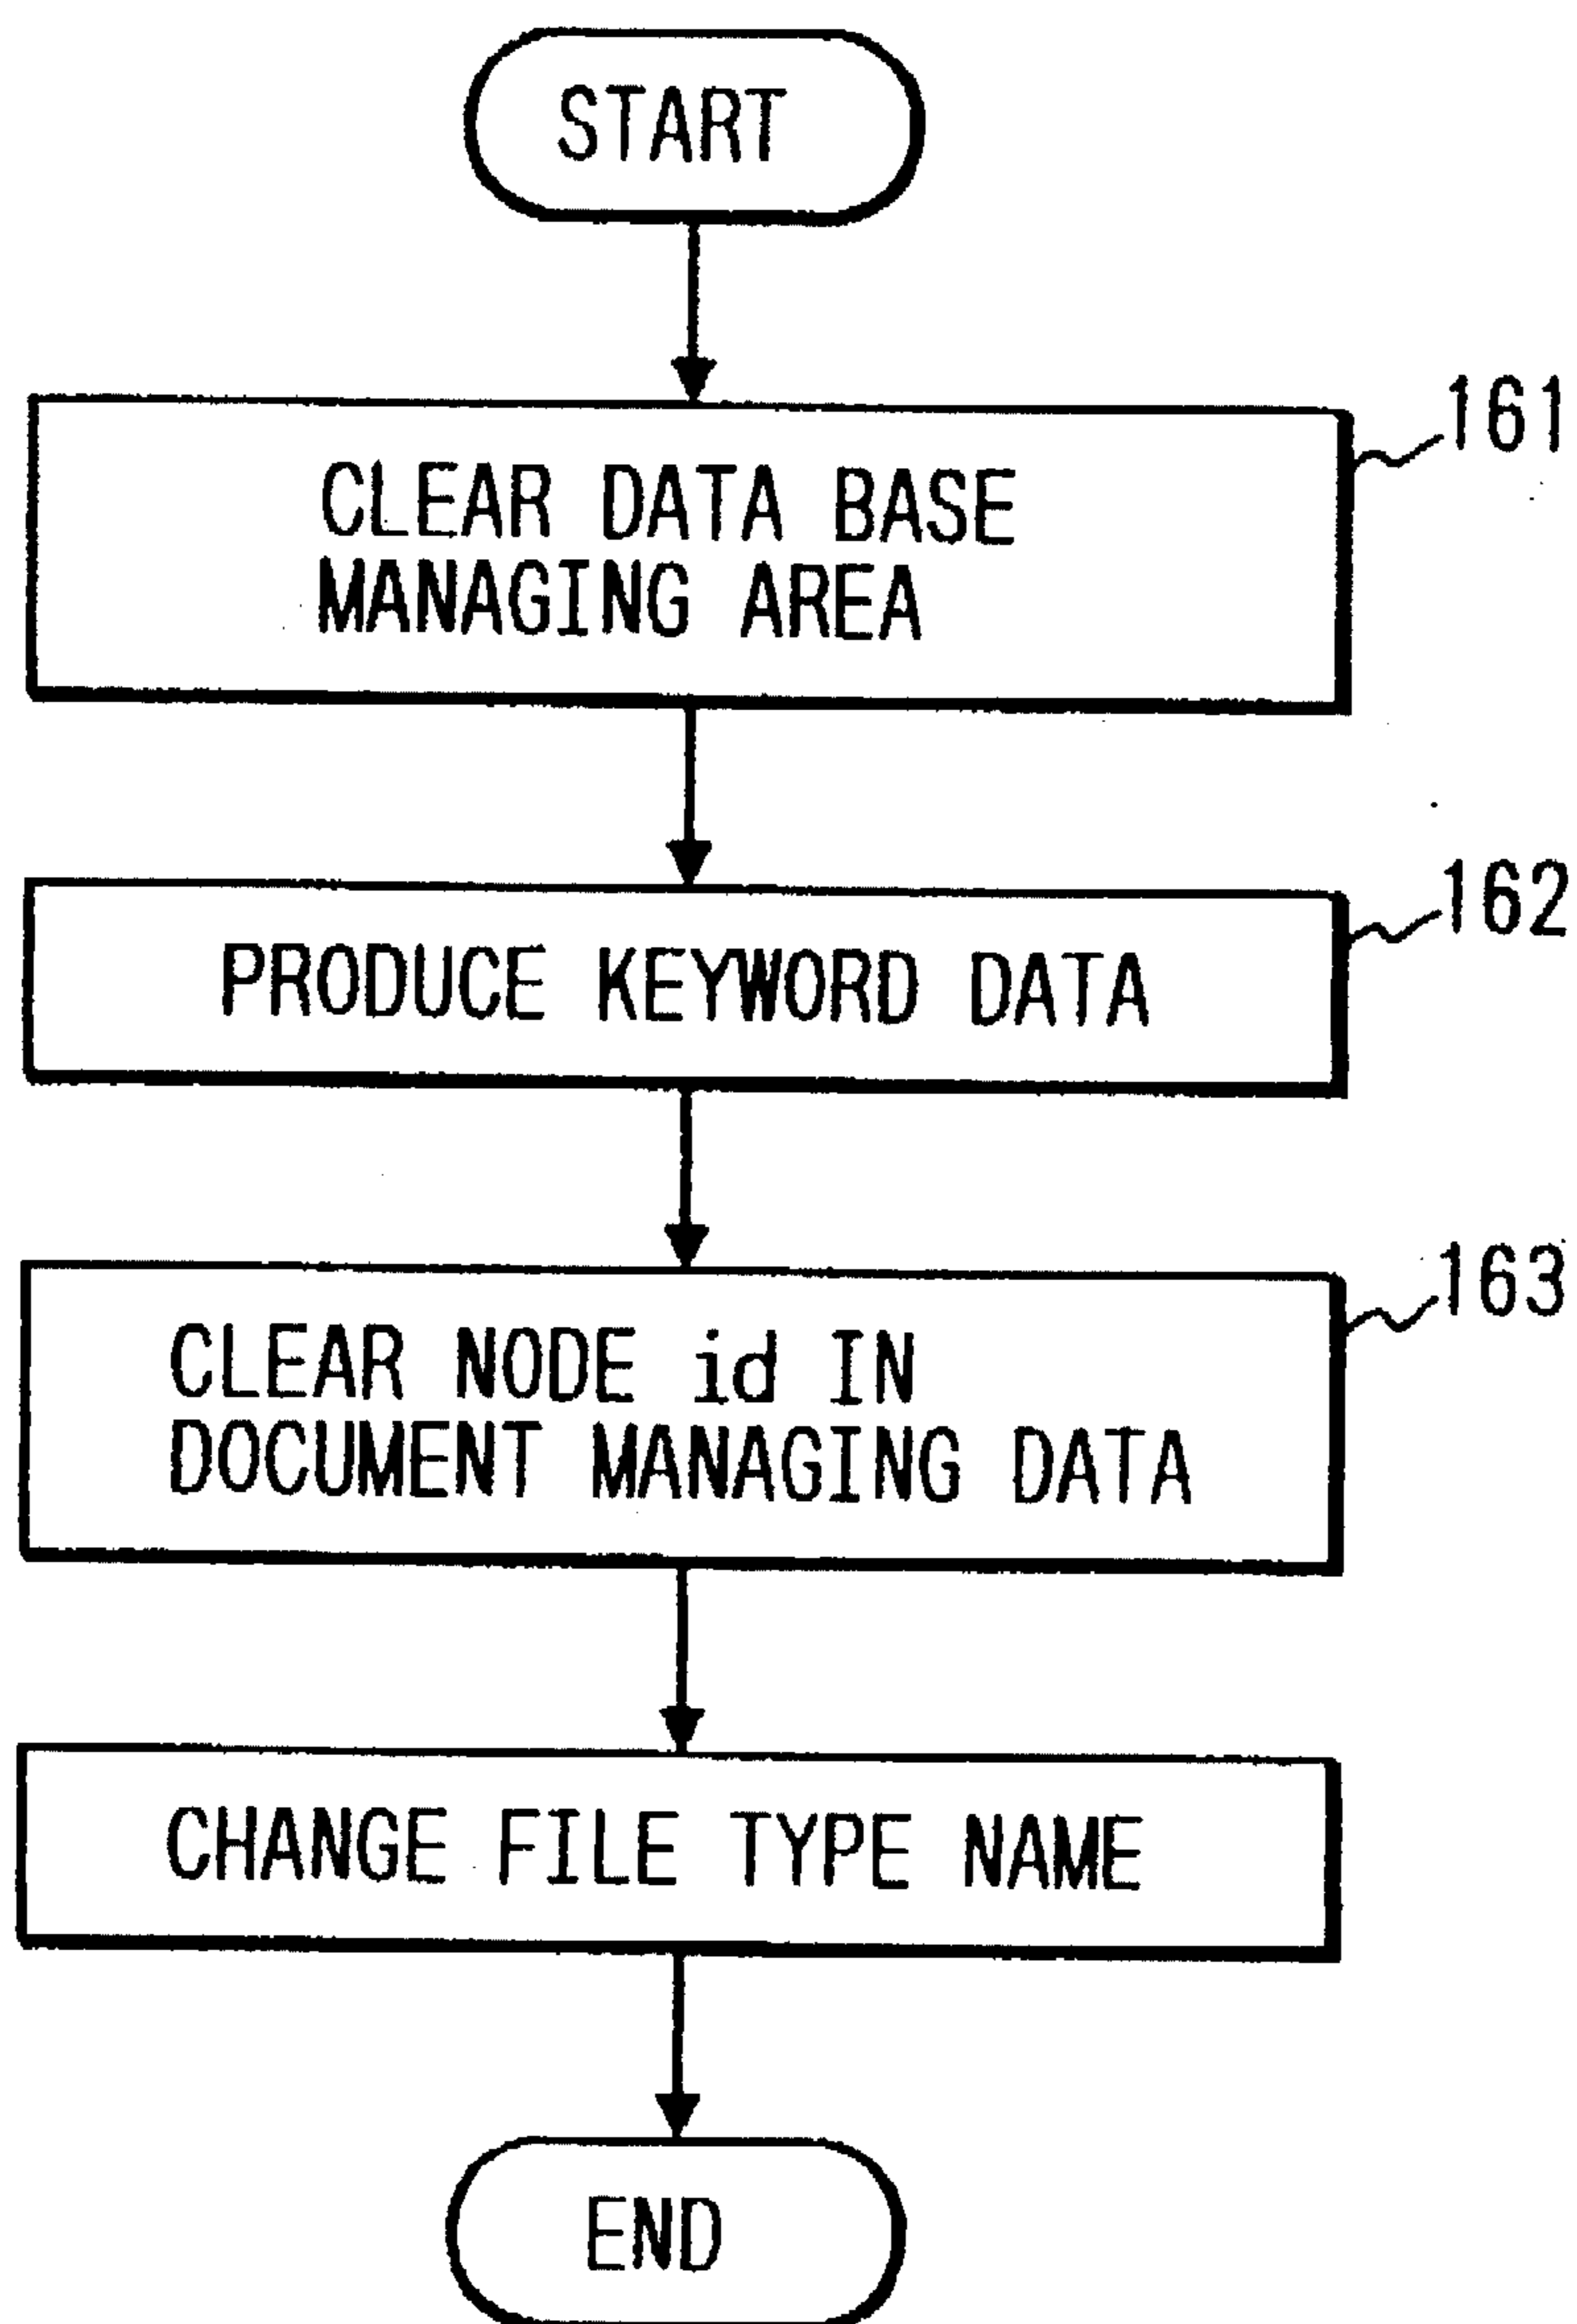 START
161
CLEAR DATA BASE
MANAGING AREA
162
PRODUCE KEYWORD DATA
163
CLEAR NODE id IN
DOCUMENT MANAGING DATA
CHANGE FILE TYPE NAME
END